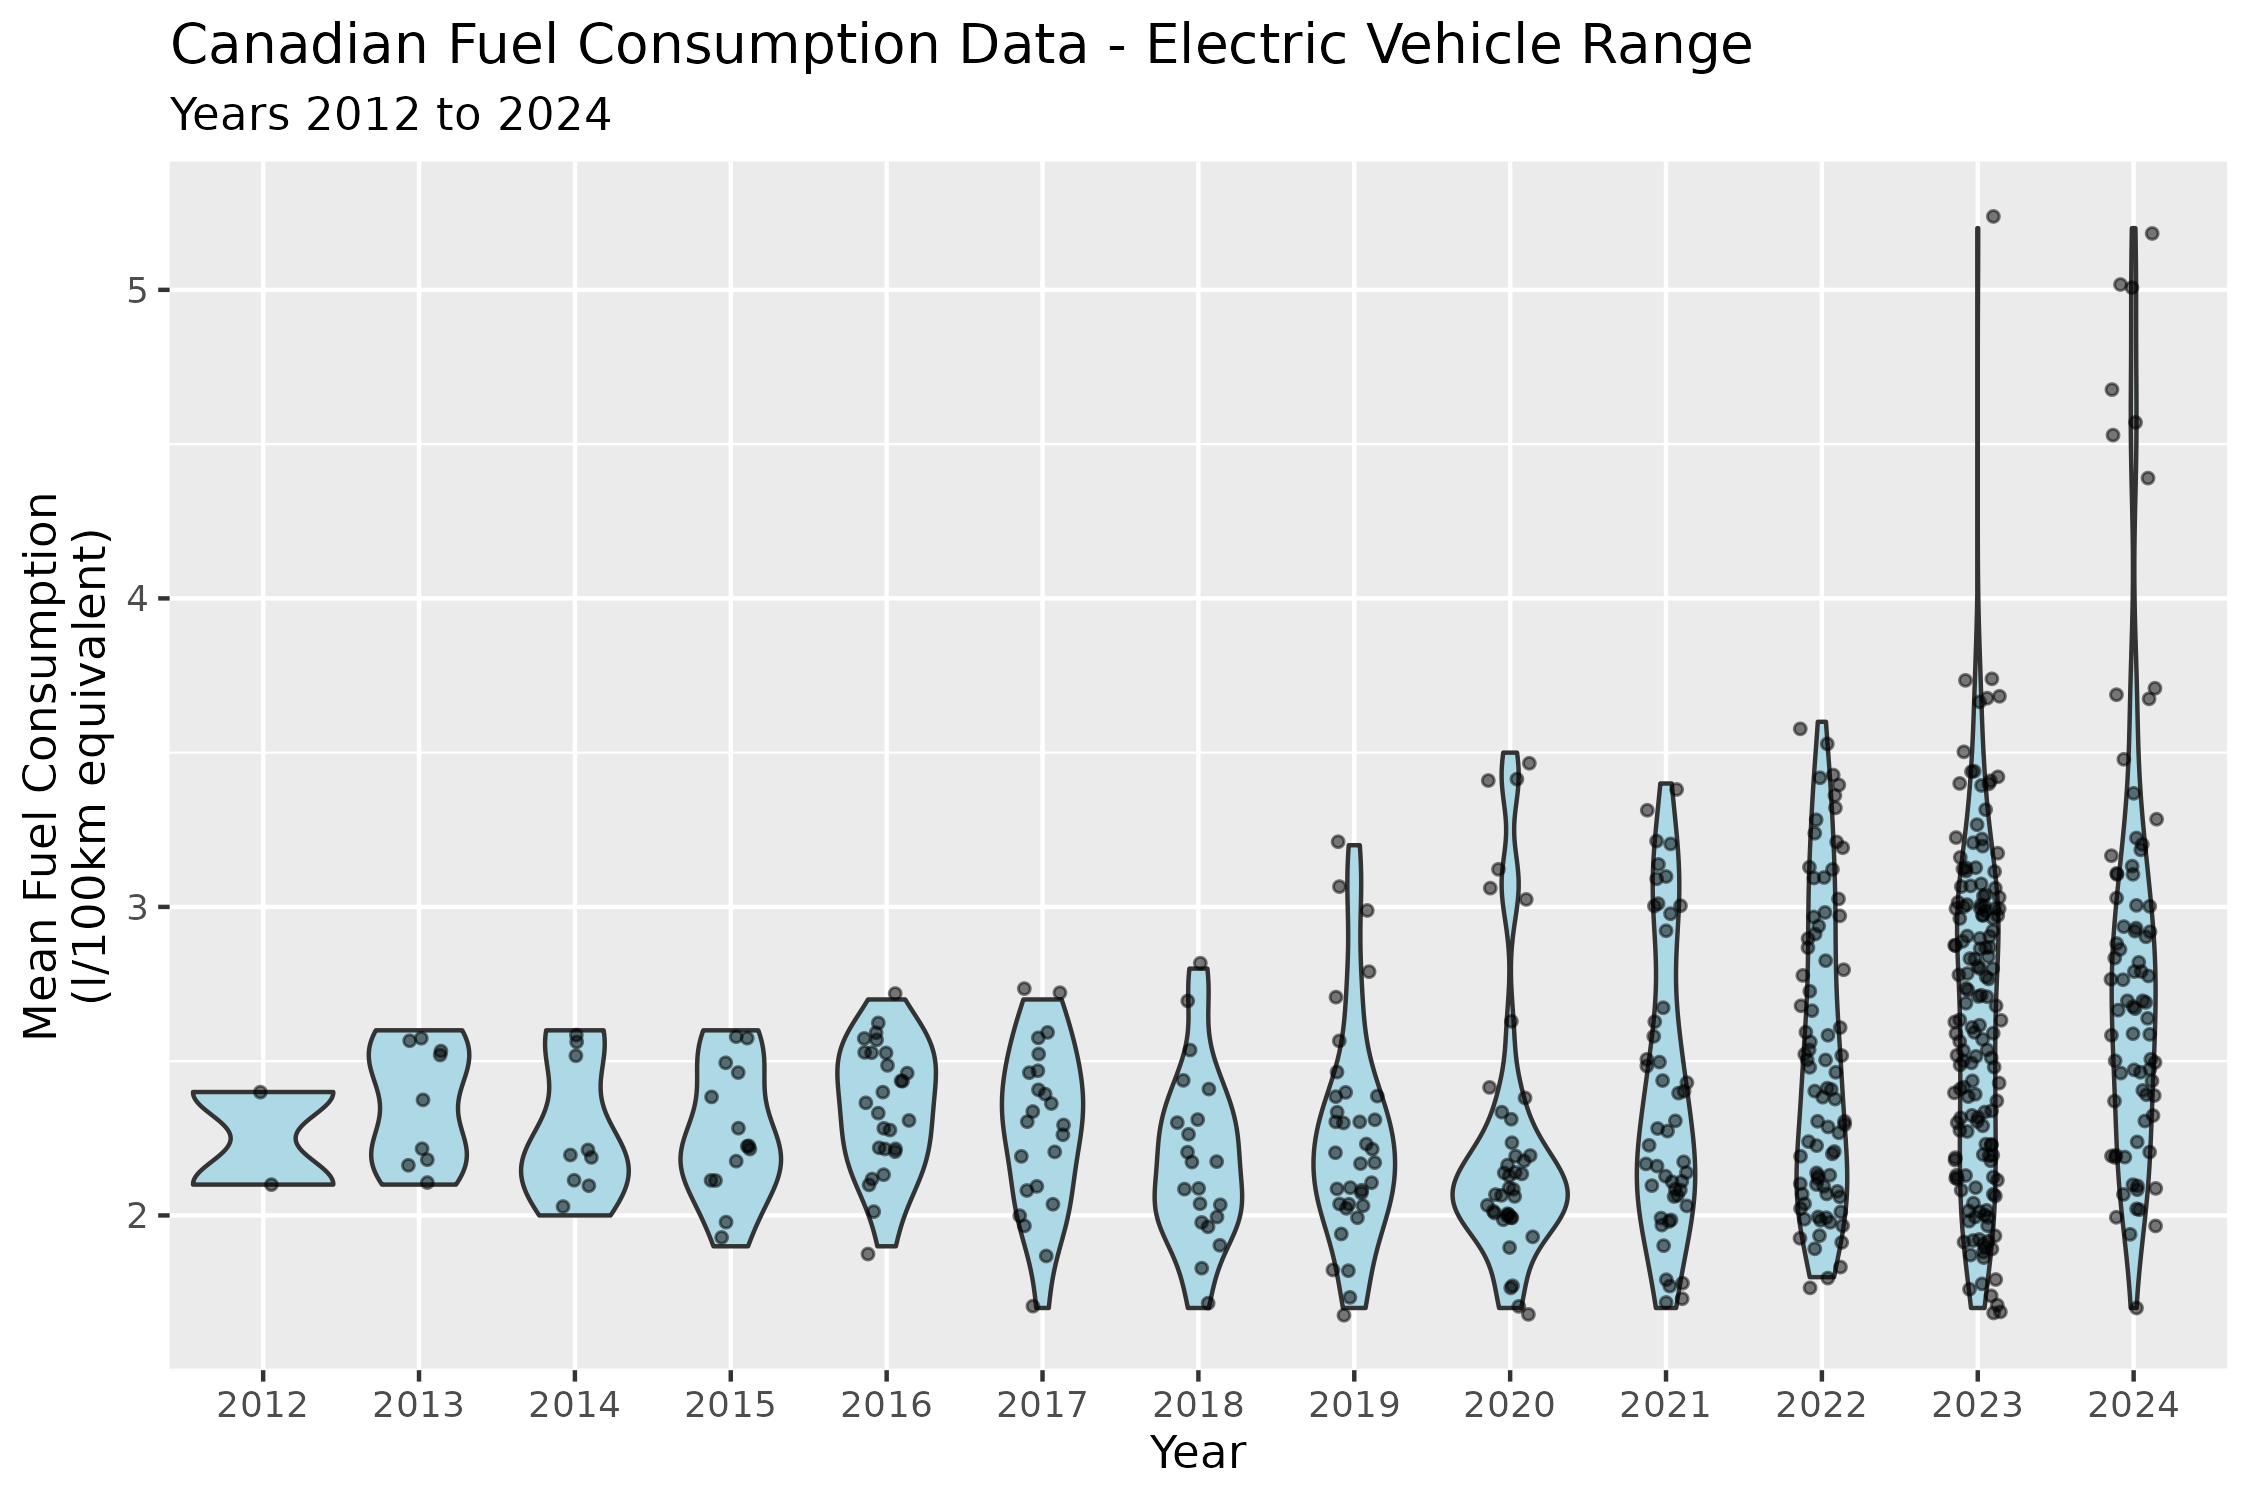 Canadian Fuel Consumption Data - Electric Vehicle Range
Years 2012 to 2024
Mean Fuel Consumption
(l/100km equivalent)
5
4
3
2
2012 2013 2014 2015 2016 2017 2018 2019 2020 2021 2022 2023 2024
Year